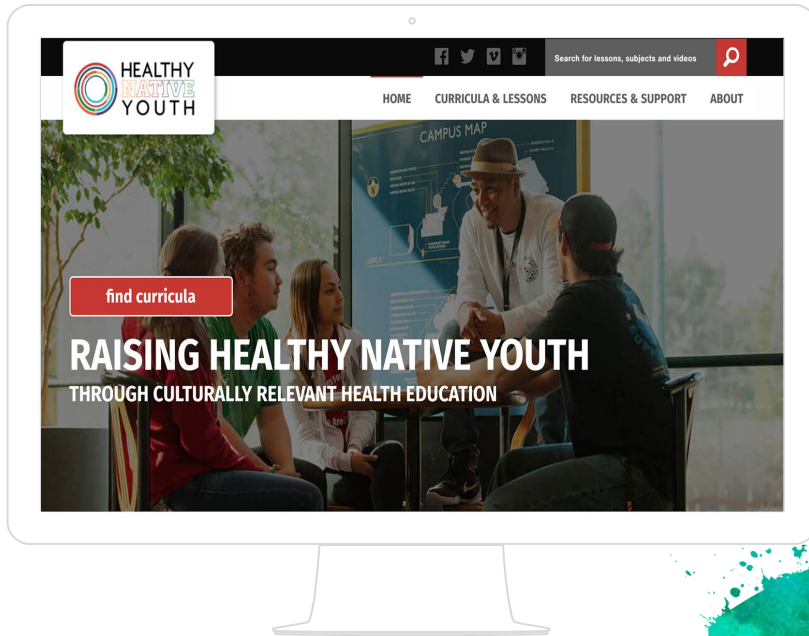 HEALTHY
NATIVE
YOUTH
Search for lessons, subjects and videos
HOME CURRICULA & LESSONS RESOURCES & SUPPORT ABOUT
CAMPUS MAP
find curricula
RAISING HEALTHY NATIVE YOUTH
THROUGH CULTURALLY RELEVANT HEALTH EDUCATION